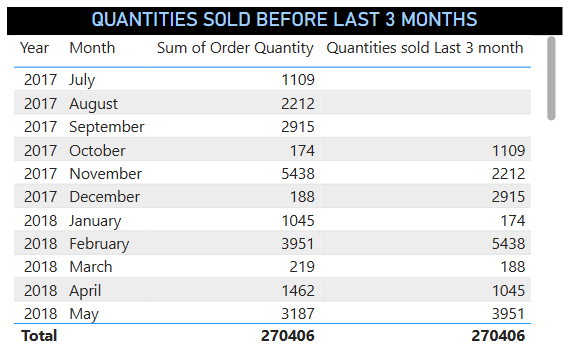 QUANTITIES SOLD BEFORE LAST 3 MONTHS
Year Month Sum of Order Quantity Quantities sold Last 3 month
2017 July 1109
2017 August 2212
2017 September 2915
2017 October 174 1109
2017 November 5438 2212
2017 December 188 2915
2018 January 1045 174
2018 February 3951 5438
2018 March 219 188
2018 April 1462 1045
2018 May 3187 3951
Total 270406 270406